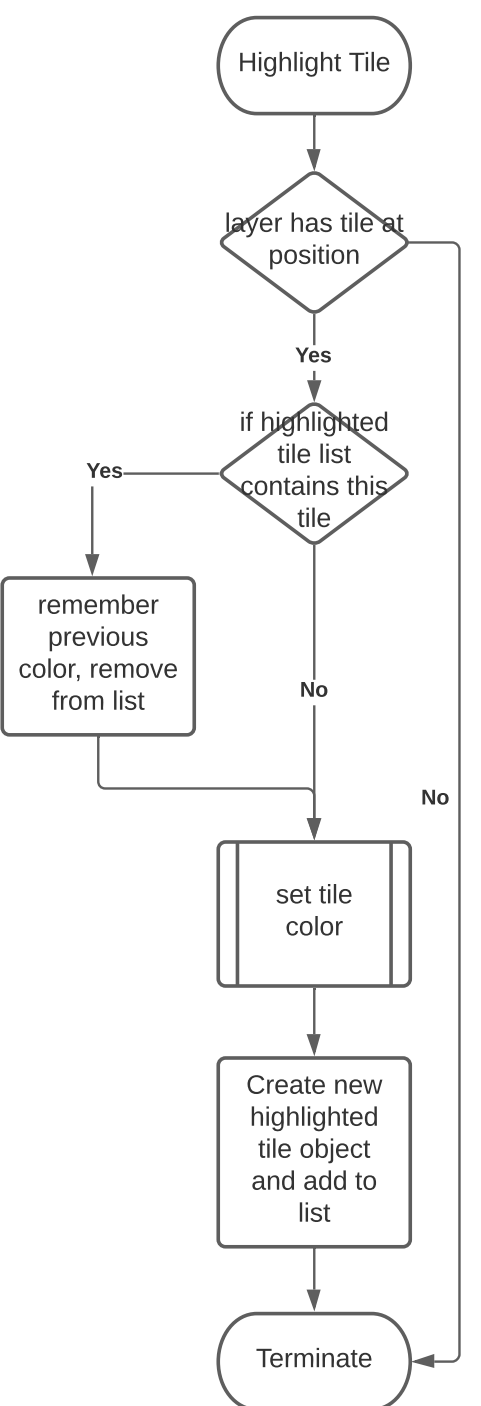 Highlight Tile
layer has tile at
position
Yes
if highlighted
tile list
contains this
tile
Yes
remember
previous
color, remove
from list
No
No
set tile
color
Create new
highlighted
tile object
and add to
list
Terminate